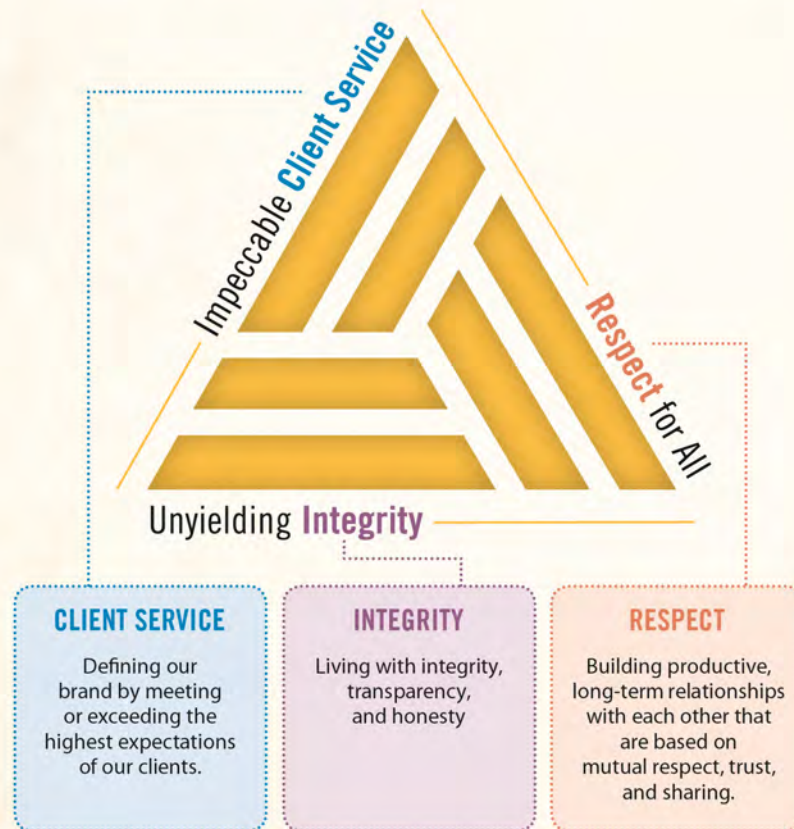 Impeccable Client Service
Respect for All
Unyielding Integrity
CLIENT SERVICE
Defining our
brand by meeting
or exceeding the
highest expectations
of our clients.
INTEGRITY
Living with integrity,
transparency,
and honesty
RESPECT
Building productive,
long-term relationships
with each other that
are based on
mutual respect, trust,
and sharing.